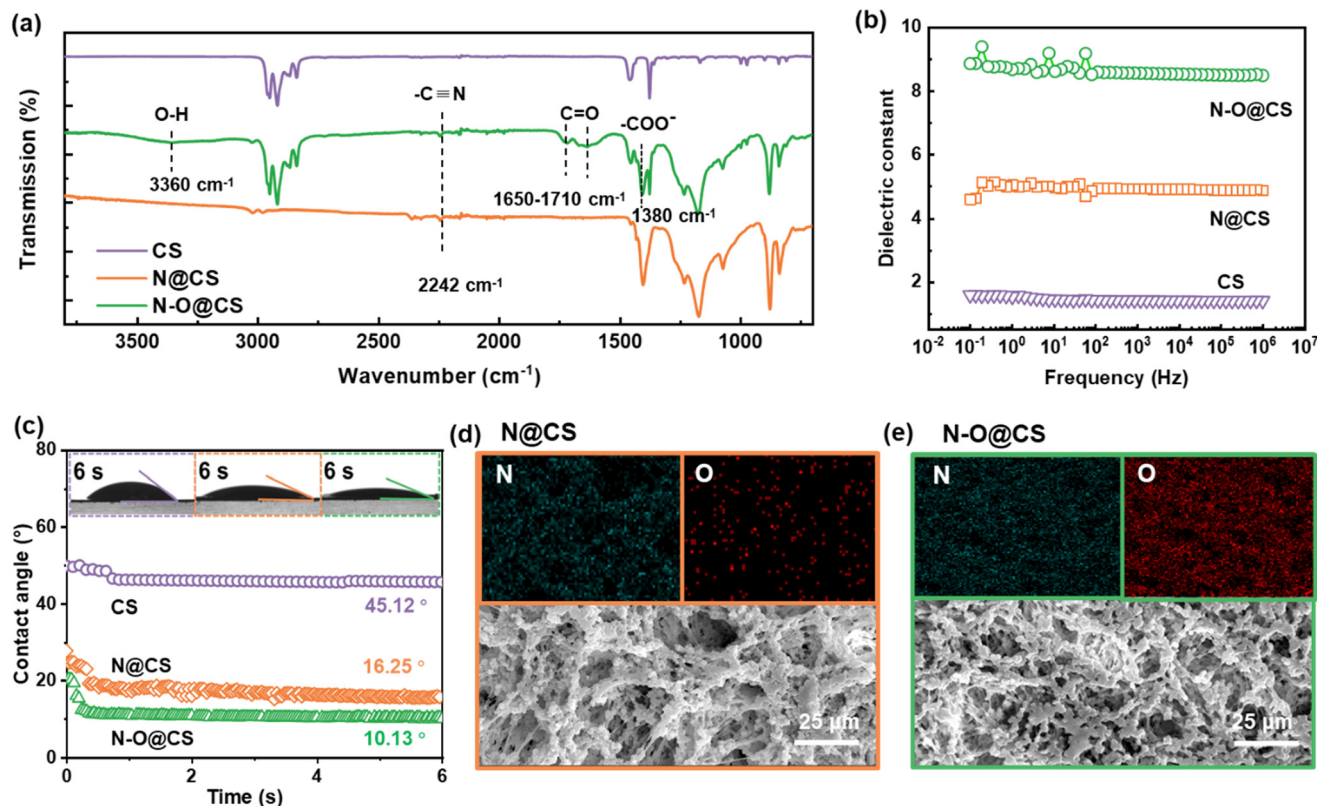 (a)
Transmission (%)
O-H
3360 cm⁻¹
-C≡N
2242 cm⁻¹
C=O
1650-1710 cm⁻¹
-COO⁻
1380 cm⁻¹
CS
N@CS
N-O@CS
3500 3000 2500 2000 1500 1000
Wavenumber (cm⁻¹)
(b)
Dielectric constant
10
8
6
4
2
N-O@CS
N@CS
CS
10⁻² 10⁻¹ 10⁰ 10¹ 10² 10³ 10⁴ 10⁵ 10⁶ 10⁷
Frequency (Hz)
(c)
Contact angle (°)
80
60
40
20
0
6 s 6 s 6 s
CS 45.12 °
N@CS 16.25 °
N-O@CS 10.13 °
0 2 4 6
Time (s)
(d) N@CS
N O
25 μm
(e) N-O@CS
N O
25 μm